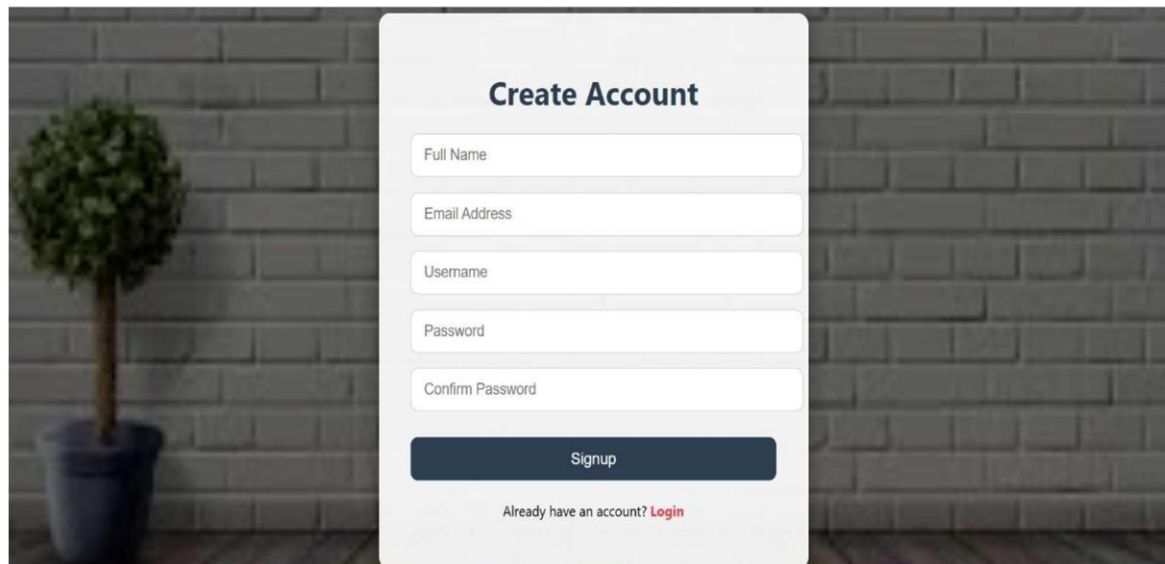 Create Account
Full Name
Email Address
Username
Password
Confirm Password
Signup
Already have an account? Login